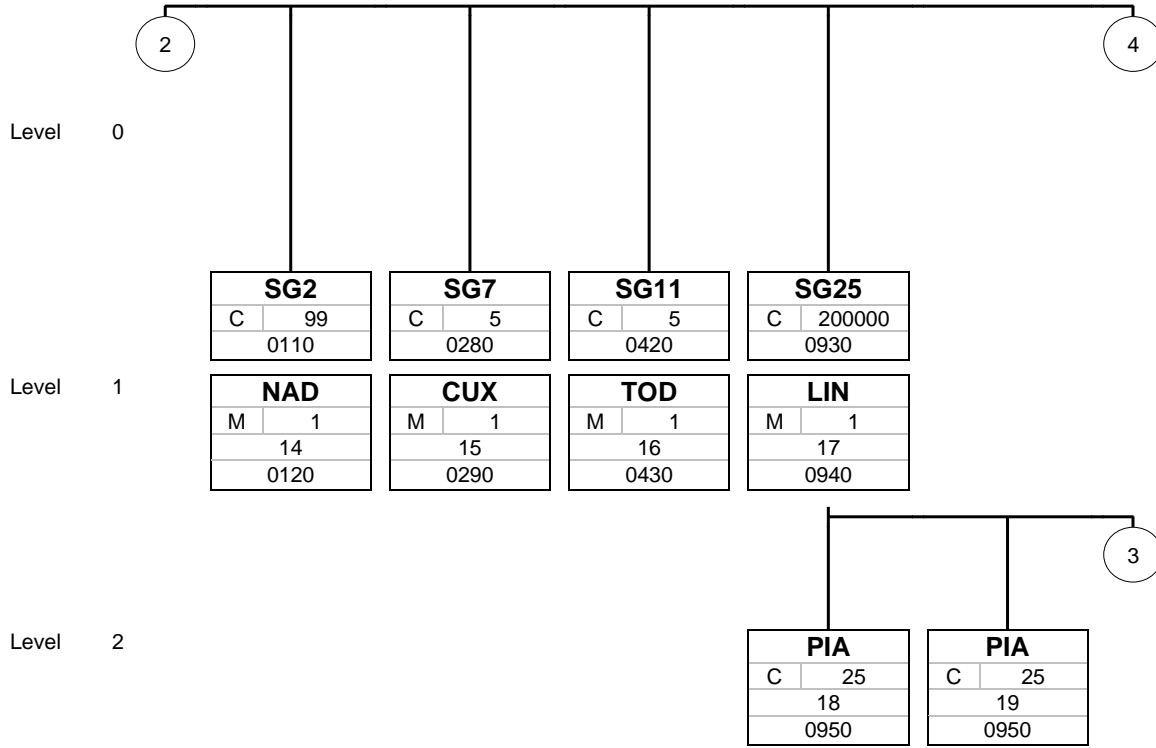 2 4
Level 0
SG2 SG7 SG11 SG25
C 99 C 5 C 5 C 200000
0110 0280 0420 0930
Level 1
NAD CUX TOD LIN
M 1 M 1 M 1 M 1
14 15 16 17
0120 0290 0430 0940
3
Level 2
PIA PIA
C 25 C 25
18 19
0950 0950